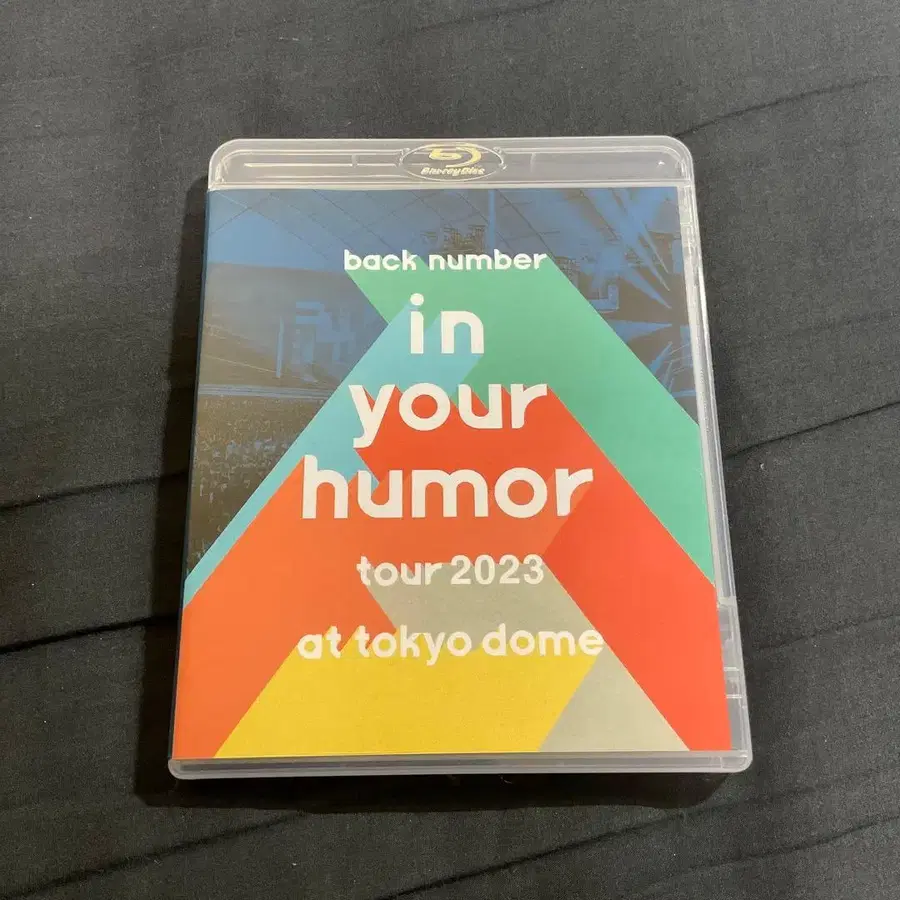 Blu-ray Disc
back number
in
your
humor
tour 2023
at tokyo dome